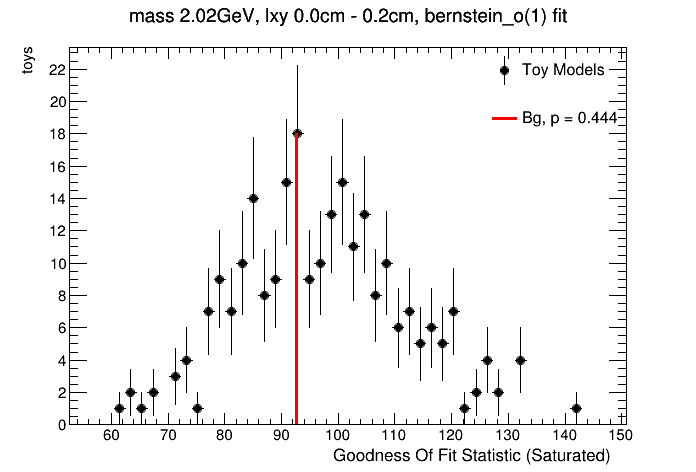 mass 2.02GeV, lxy 0.0cm - 0.2cm, bernstein_o(1) fit
toys
Toy Models
Bg, p = 0.444
22
20
18
16
14
12
10
8
6
4
2
0
60 70 80 90 100 110 120 130 140 150
Goodness Of Fit Statistic (Saturated)